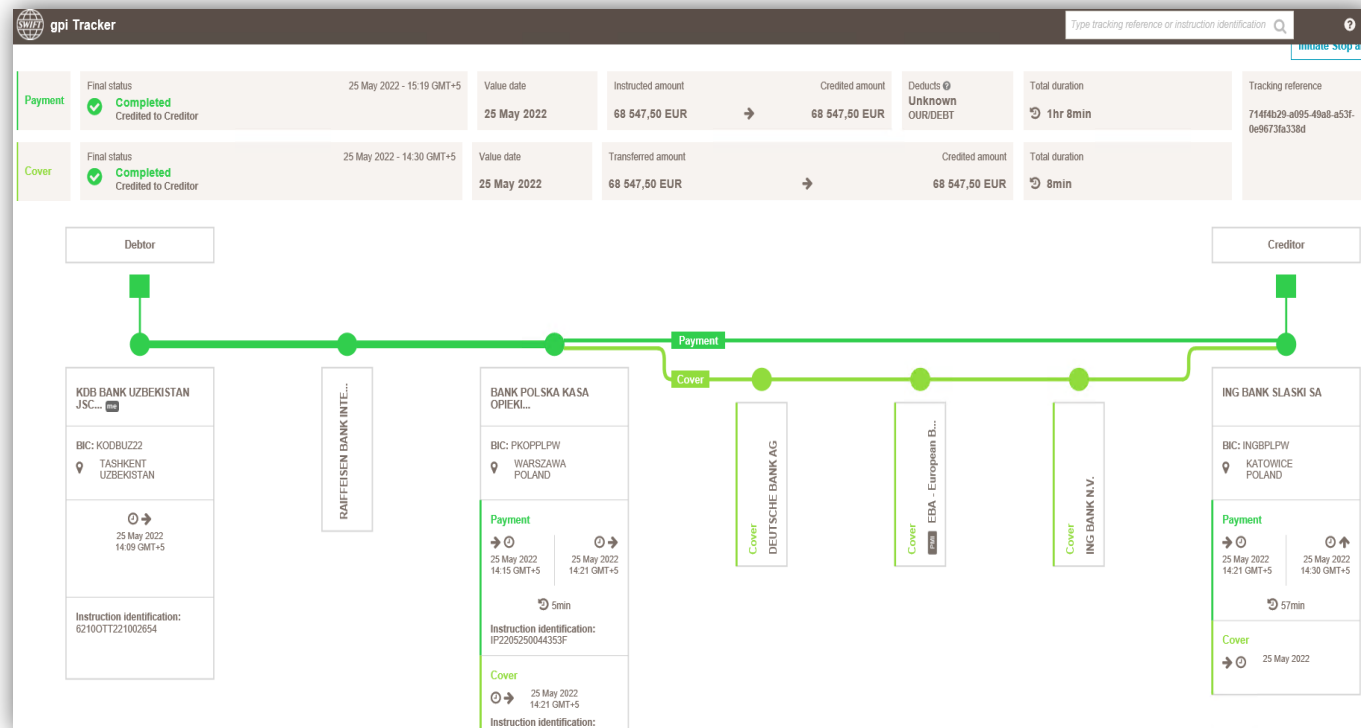 SWIFT gpi Tracker
Type tracking reference or instruction identification
Initiate Stop a
Payment
Final status 25 May 2022 - 15:19 GMT+5
Completed
Credited to Creditor
Value date
25 May 2022
Instructed amount Credited amount
68 547,50 EUR 68 547,50 EUR
Deducts
Unknown
OUR/DEBT
Total duration
1hr 8min
Tracking reference
714f4b29-a095-49a8-a53f-
0e9673fa338d
Cover
Final status 25 May 2022 - 14:30 GMT+5
Completed
Credited to Creditor
Value date
25 May 2022
Transferred amount Credited amount
68 547,50 EUR 68 547,50 EUR
Total duration
8min
Debtor
Creditor
Payment
Cover
KDB BANK UZBEKISTAN
JSC... me
BIC: KODBUZ22
TASHKENT
UZBEKISTAN
25 May 2022
14:09 GMT+5
Instruction identification:
6210OTT221002654
RAIFFEISEN BANK INTE...
BANK POLSKA KASA
OPIEKI...
BIC: PKOPPLPW
WARSZAWA
POLAND
Payment
25 May 2022 25 May 2022
14:15 GMT+5 14:21 GMT+5
5min
Instruction identification:
IP2205250044353F
Cover
25 May 2022
14:21 GMT+5
Instruction identification:
Cover
DEUTSCHE BANK AG
Cover
PMI EBA - European B...
Cover
ING BANK N.V.
ING BANK SLASKI SA
BIC: INGBPLPW
KATOWICE
POLAND
Payment
25 May 2022 25 May 2022
14:21 GMT+5 14:30 GMT+5
57min
Cover
25 May 2022